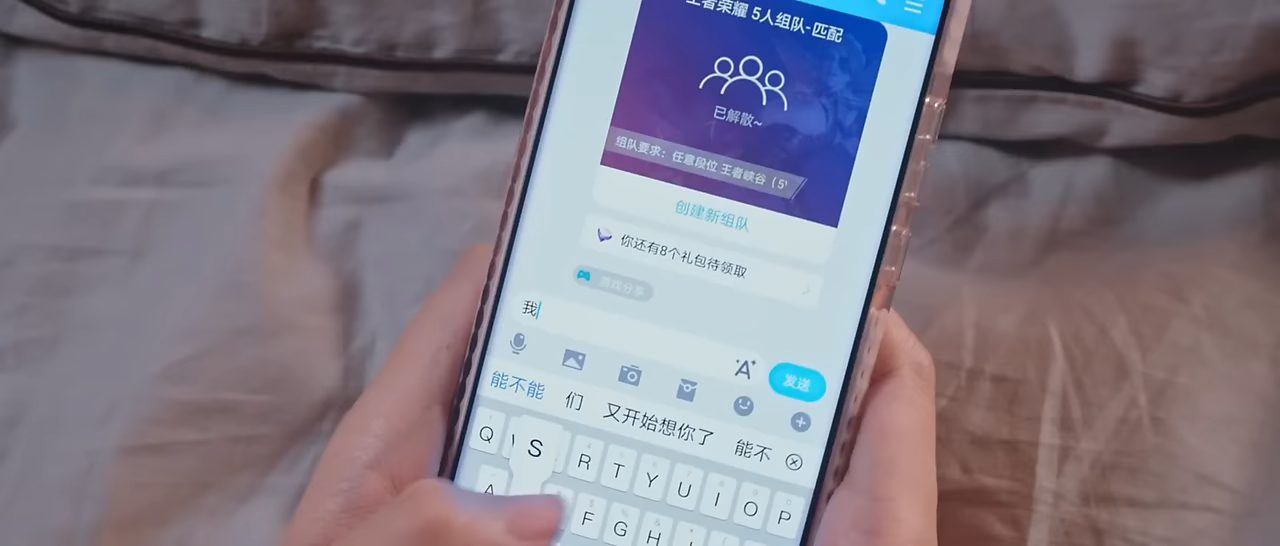 王者荣耀 5人组队-匹配
已解散~
组队要求：任意段位 王者峡谷（5V
创建新组队
你还有8个礼包待领取
游戏分享
我
A
发送
能不能 们 又开始想你了 能不
Q S R T Y U I O P
A F G H